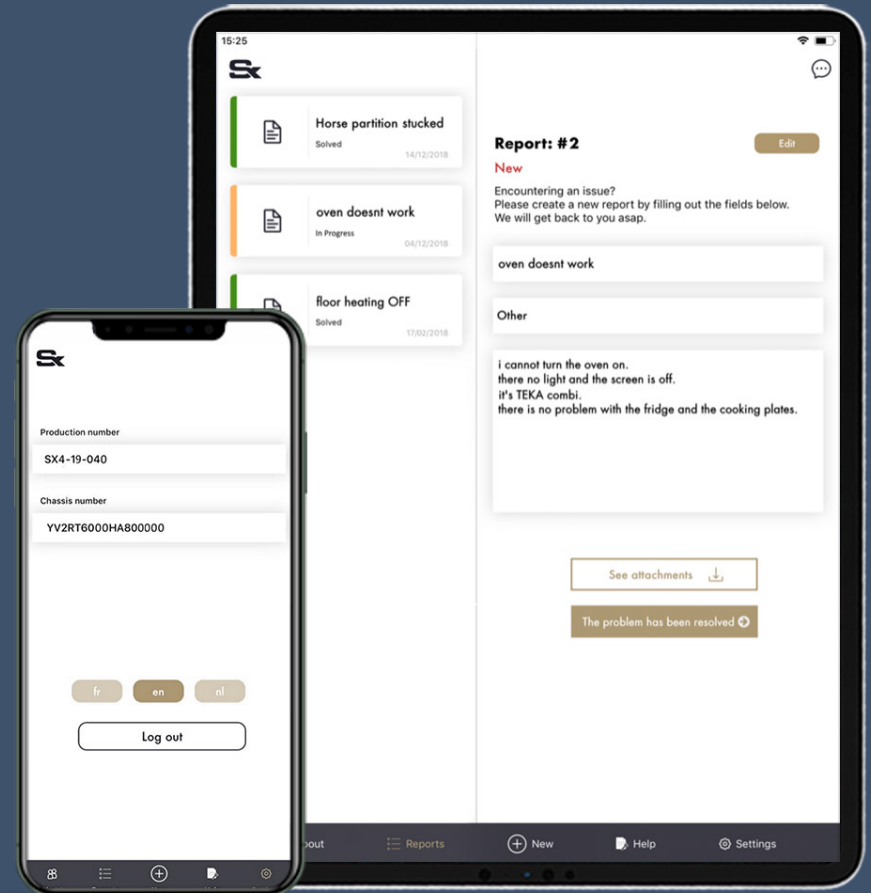 15:25
SX
Horse partition stucked
Solved
14/12/2018
oven doesnt work
In Progress
04/12/2018
floor heating OFF
Solved
17/02/2018
Report: #2
Edit
New
Encountering an issue?
Please create a new report by filling out the fields below.
We will get back to you asap.
oven doesnt work
Other
i cannot turn the oven on.
there no light and the screen is off.
it's TEKA combi.
there is no problem with the fridge and the cooking plates.
See attachments
The problem has been resolved
out
Reports
New
Help
Settings
SX
Production number
SX4-19-040
Chassis number
YV2RT6000HA800000
fr
en
nl
Log out